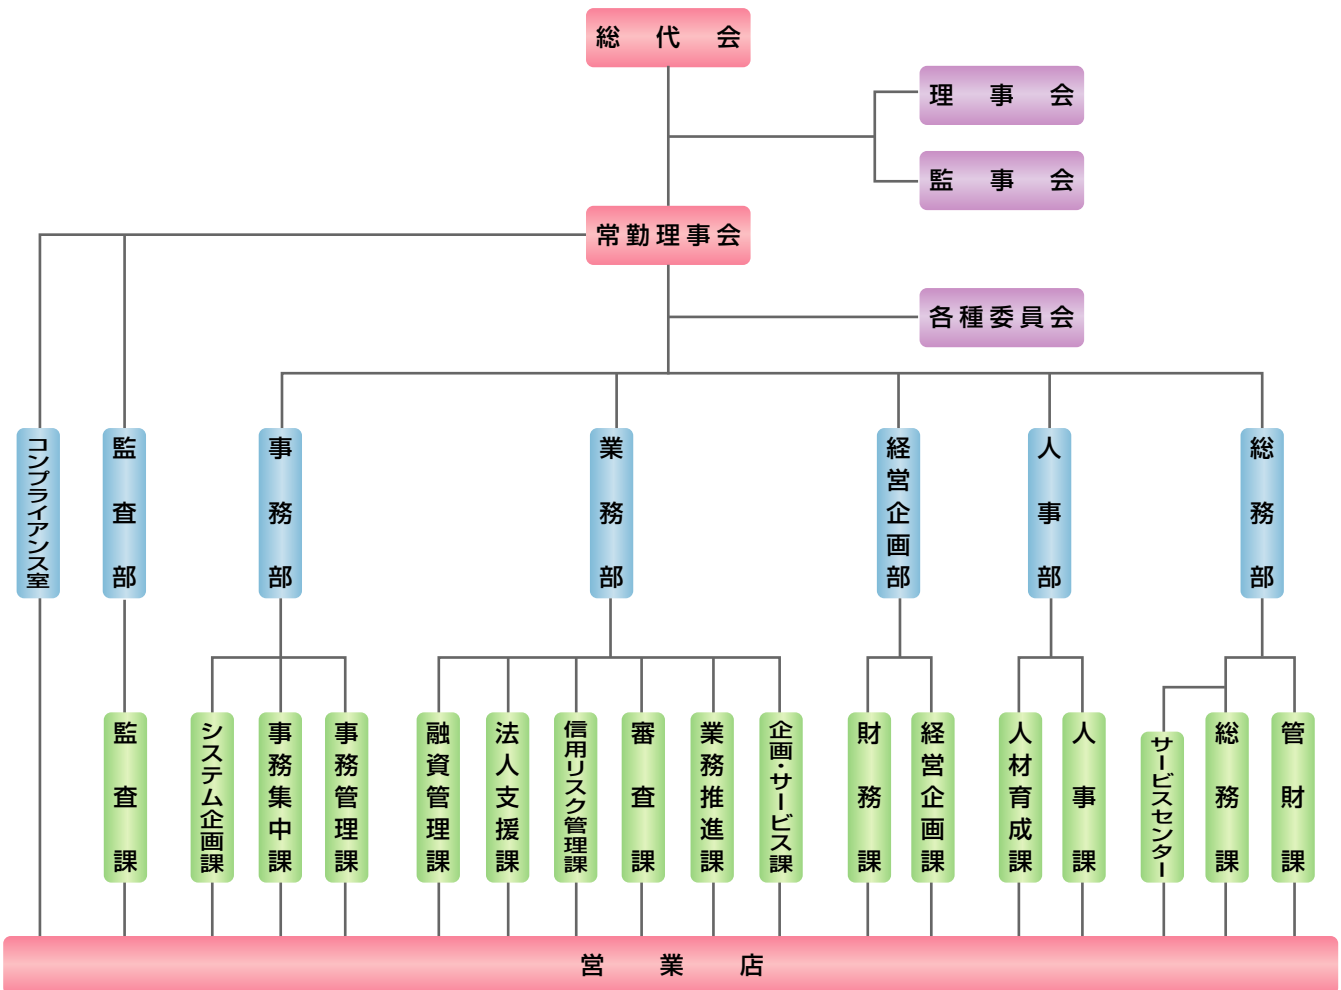 総代会
理事会
監事会
常勤理事会
各種委員会
コンプライアンス室
監査部
事務部
業務部
経営企画部
人事部
総務部
監査課
システム企画課
事務集中課
事務管理課
融資管理課
法人支援課
信用リスク管理課
審査課
業務推進課
企画・サービス課
財務課
経営企画課
人材育成課
人事課
サービスセンター
総務課
管財課
営業店